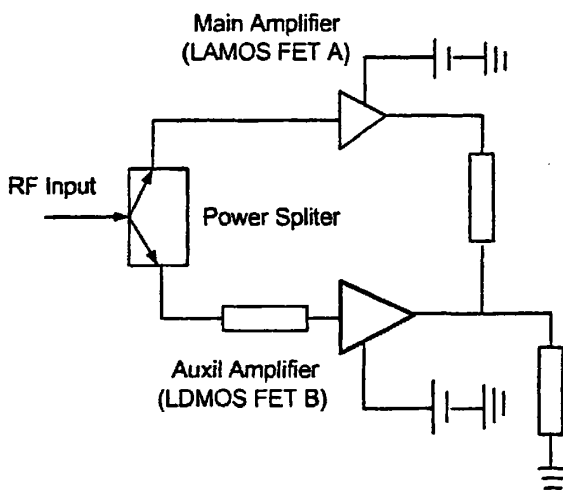 Main Amplifier
(LAMOS FET A)
RF Input
Power Spliter
Auxil Amplifier
(LDMOS FET B)